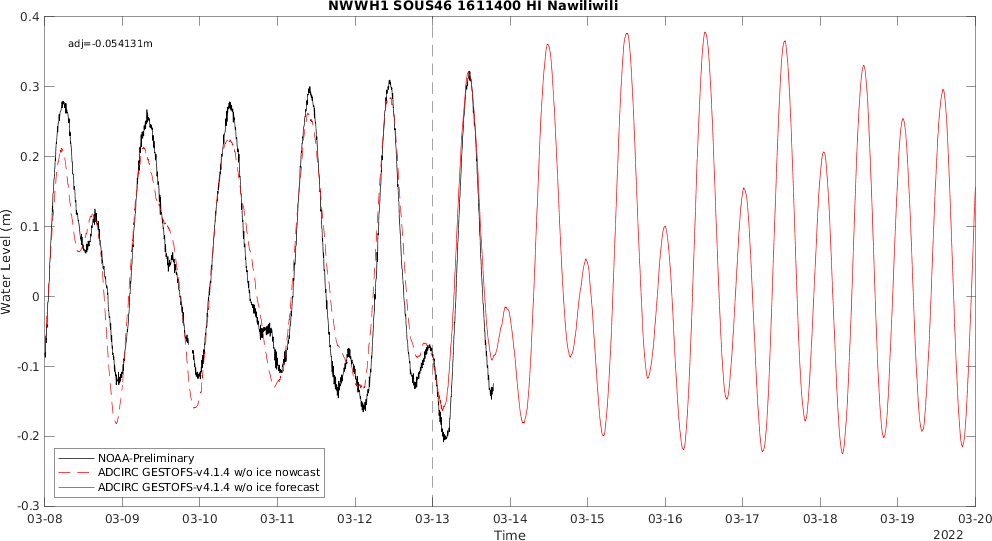 NWWH1 SOUS46 1611400 HI Nawiliwili
adj=-0.054131m
Water Level (m)
0.4
0.3
0.2
0.1
0
-0.1
-0.2
-0.3
NOAA-Preliminary
ADCIRC GESTOFS-v4.1.4 w/o ice nowcast
ADCIRC GESTOFS-v4.1.4 w/o ice forecast
03-08 03-09 03-10 03-11 03-12 03-13 03-14 03-15 03-16 03-17 03-18 03-19 03-20
Time
2022